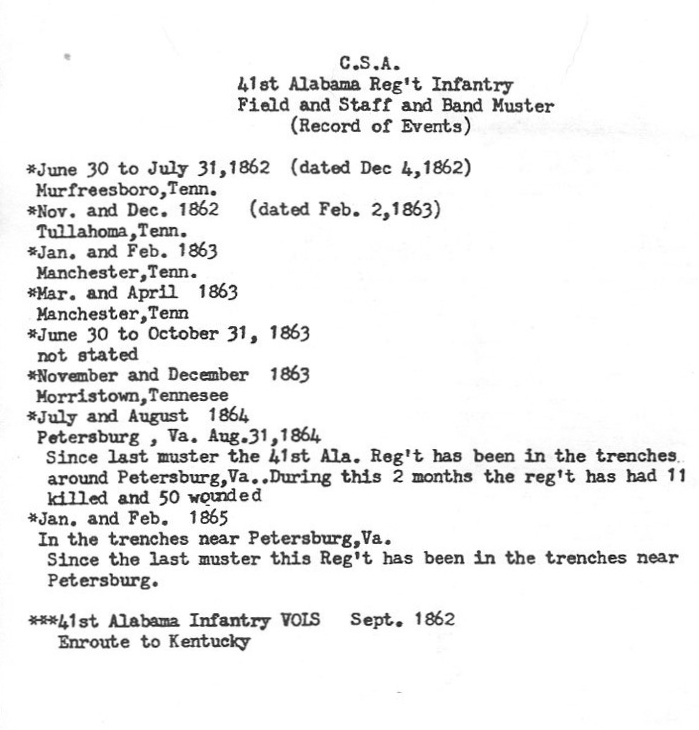 C.S.A.
41st Alabama Reg't Infantry
Field and Staff and Band Muster
(Record of Events)
*June 30 to July 31,1862 (dated Dec 4,1862)
Murfreesboro,Tenn.
*Nov. and Dec. 1862 (dated Feb. 2,1863)
Tullahoma,Tenn.
*Jan. and Feb. 1863
Manchester,Tenn.
*Mar. and April 1863
Manchester,Tenn
*June 30 to October 31, 1863
not stated
*November and December 1863
Morristown,Tennesee
*July and August 1864
Petersburg , Va. Aug.31,1864
Since last muster the 41st Ala. Reg't has been in the trenches.
around Petersburg,Va..During this 2 months the reg't has had 11
killed and 50 wounded
*Jan. and Feb. 1865
In the trenches near Petersburg,Va.
Since the last muster this Reg't has been in the trenches near
Petersburg.
***41st Alabama Infantry VOIS Sept. 1862
Enroute to Kentucky